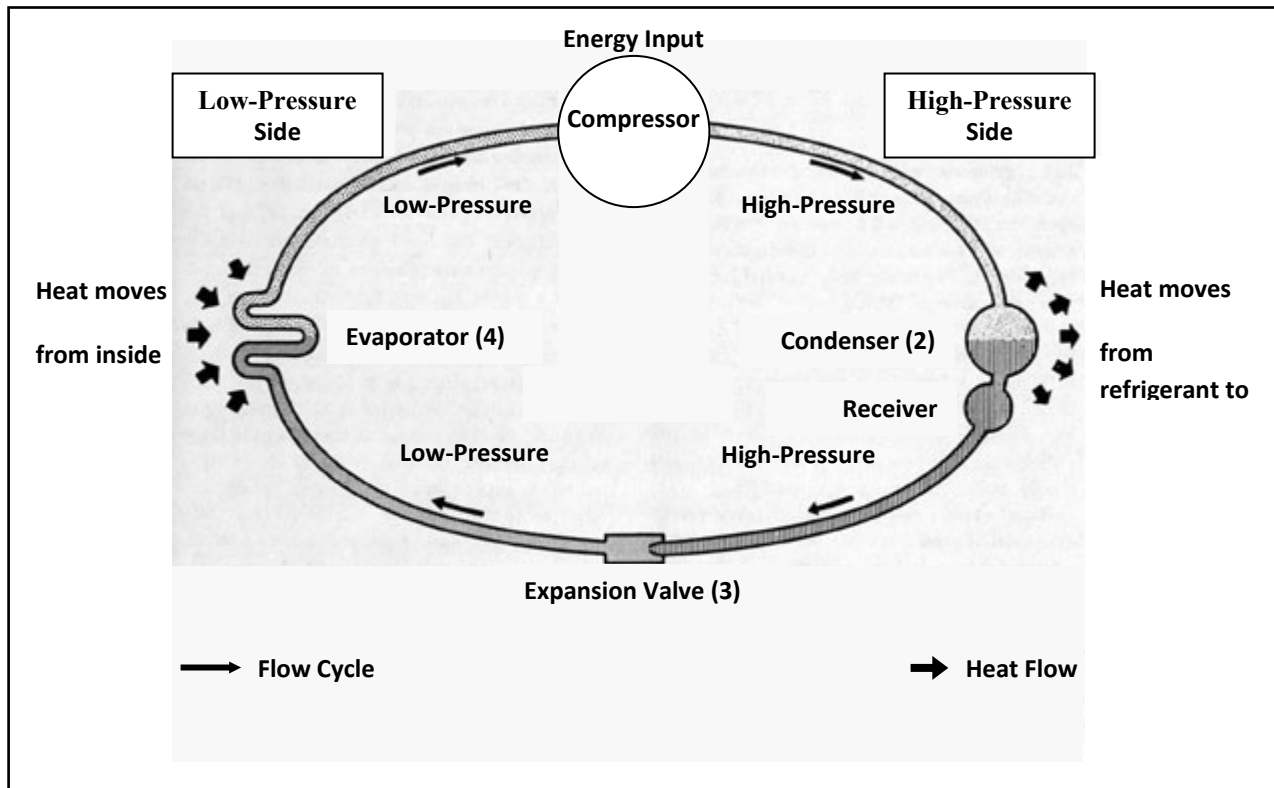 Energy Input
Low-Pressure
Side
Compressor
High-Pressure
Side
Low-Pressure
High-Pressure
Heat moves
from inside
Evaporator (4)
Condenser (2)
Receiver
Heat moves
from
refrigerant to
Low-Pressure
High-Pressure
Expansion Valve (3)
Flow Cycle
Heat Flow